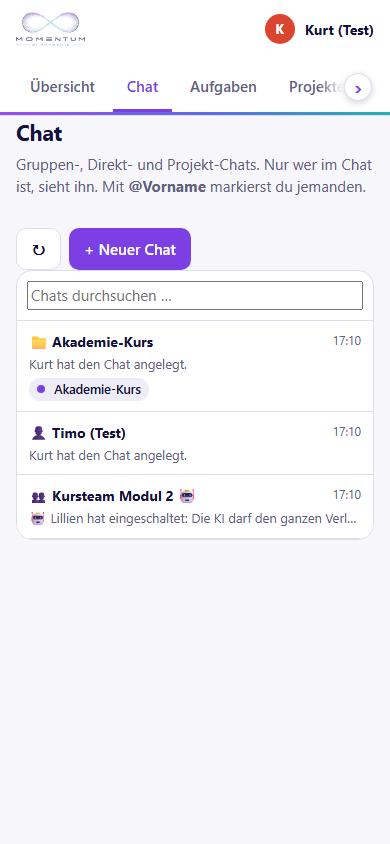 MOMENTUM
K
Kurt (Test)
Übersicht
Chat
Aufgaben
Projekte
Chat
Gruppen-, Direkt- und Projekt-Chats. Nur wer im Chat
ist, sieht ihn. Mit @Vorname markierst du jemanden.
↻
+ Neuer Chat
Chats durchsuchen ...
Akademie-Kurs
17:10
Kurt hat den Chat angelegt.
Akademie-Kurs
Timo (Test)
17:10
Kurt hat den Chat angelegt.
Kursteam Modul 2
17:10
Lillien hat eingeschaltet: Die KI darf den ganzen Verl...